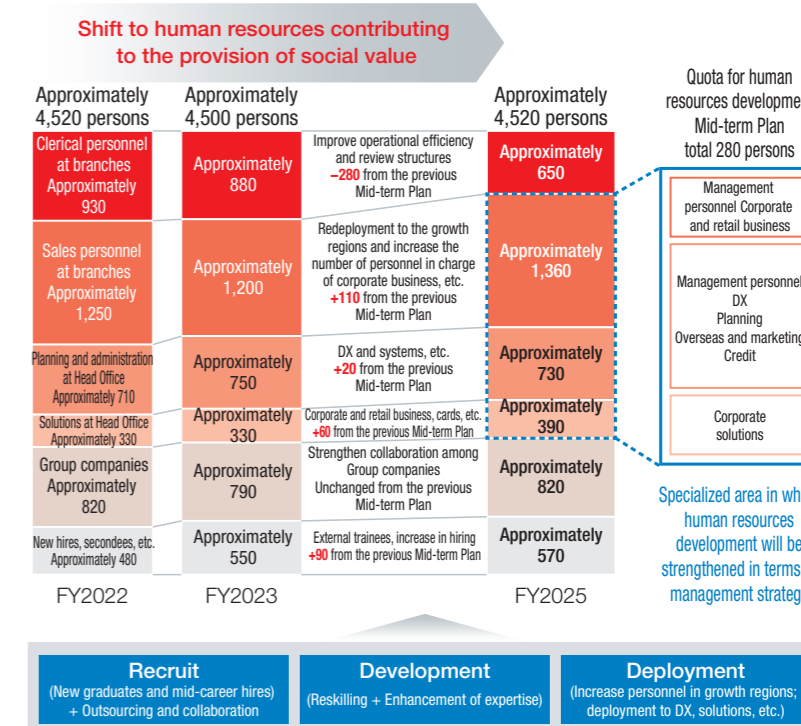 Shift to human resources contributing
to the provision of social value
Approximately
4,520 persons
Clerical personnel
at branches
Approximately
930
Sales personnel
at branches
Approximately
1,250
Planning and administration
at Head Office
Approximately 710
Solutions at Head Office
Approximately 330
Group companies
Approximately
820
New hires, secondees, etc.
Approximately 480
FY2022
Approximately
4,500 persons
Approximately
880
Approximately
1,200
Approximately
750
Approximately
330
Approximately
790
Approximately
550
FY2023
Improve operational efficiency
and review structures
−280 from the previous
Mid-term Plan
Redeployment to the growth
regions and increase the
number of personnel in charge
of corporate business, etc.
+110 from the previous
Mid-term Plan
DX and systems, etc.
+20 from the previous
Mid-term Plan
Corporate and retail business, cards, etc.
+60 from the previous Mid-term Plan
Strengthen collaboration among
Group companies
Unchanged from the previous
Mid-term Plan
External trainees, increase in hiring
+90 from the previous Mid-term Plan
Approximately
4,520 persons
Approximately
650
Approximately
1,360
Approximately
730
Approximately
390
Approximately
820
Approximately
570
FY2025
Quota for human
resources
Mid-term Plan
total 280 persons
Management
personnel Corporate
and retail business
Management personnel
DX
Planning
Overseas and marketing
Credit
Corporate
solutions
Specialized area in
human resources
development will be
strengthened in terms
management
Recruit
(New graduates and mid-career hires)
+ Outsourcing and collaboration
Development
(Reskilling + Enhancement of expertise)
Deployment
(Increase personnel in growth regions;
deployment to DX, solutions, etc.)